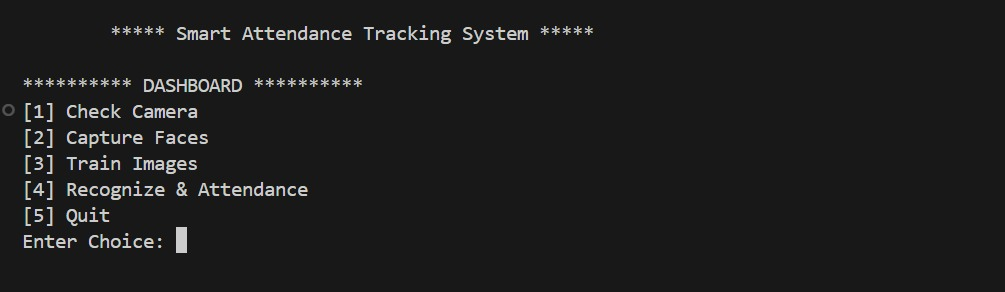 ***** Smart Attendance Tracking System *****
********** DASHBOARD **********
[1] Check Camera
[2] Capture Faces
[3] Train Images
[4] Recognize & Attendance
[5] Quit
Enter Choice: